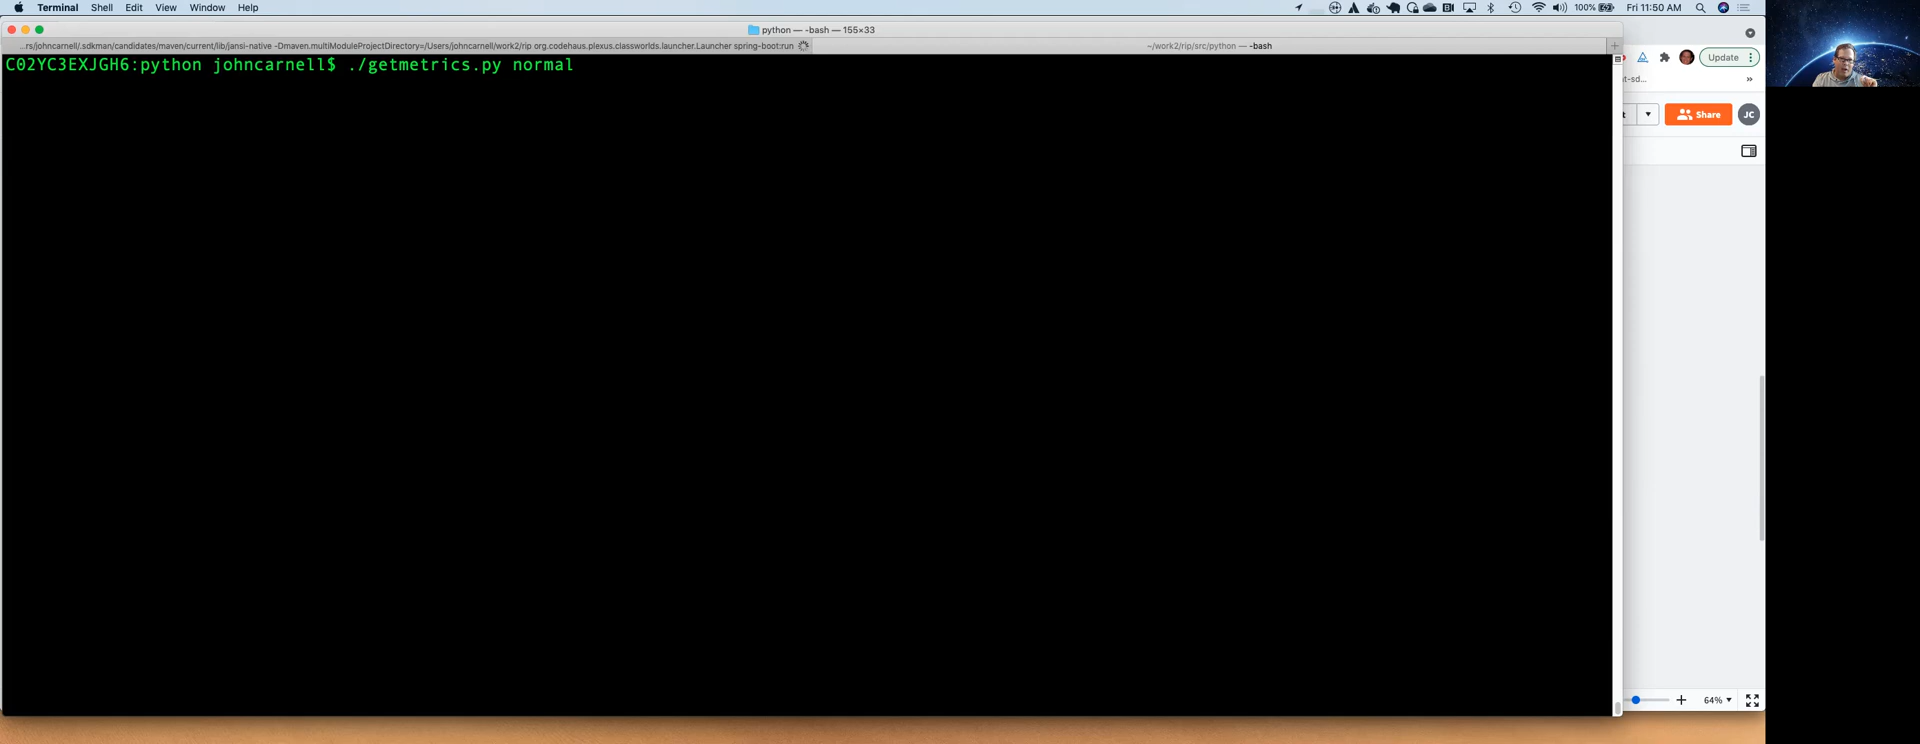 Terminal Shell Edit View Window Help 100% Fri 11:50 AM
python — -bash — 155×33
...rs/johncarnell/.sdkman/candidates/maven/current/lib/jansi-native -Dmaven.multiModuleProjectDirectory=/Users/johncarnell/work2/rip org.codehaus.plexus.classworlds.launcher.Launcher spring-boot:run ~/work2/rip/src/python — -bash
C02YC3EXJGH6:python johncarnell$ ./getmetrics.py normal
Update
nt-sd...
Share JC
64%